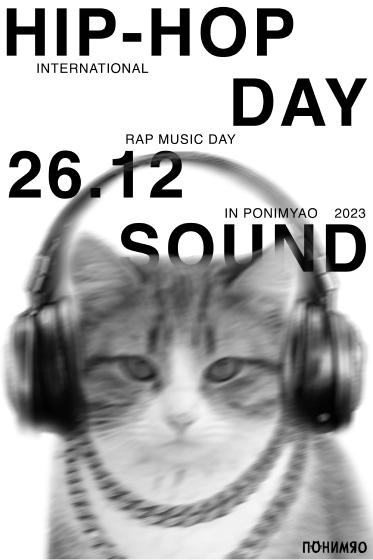 HIP-HOP
INTERNATIONAL
DAY
RAP MUSIC DAY
26.12
IN PONIMYAO 2023
SOUND
ПОНИМЯО